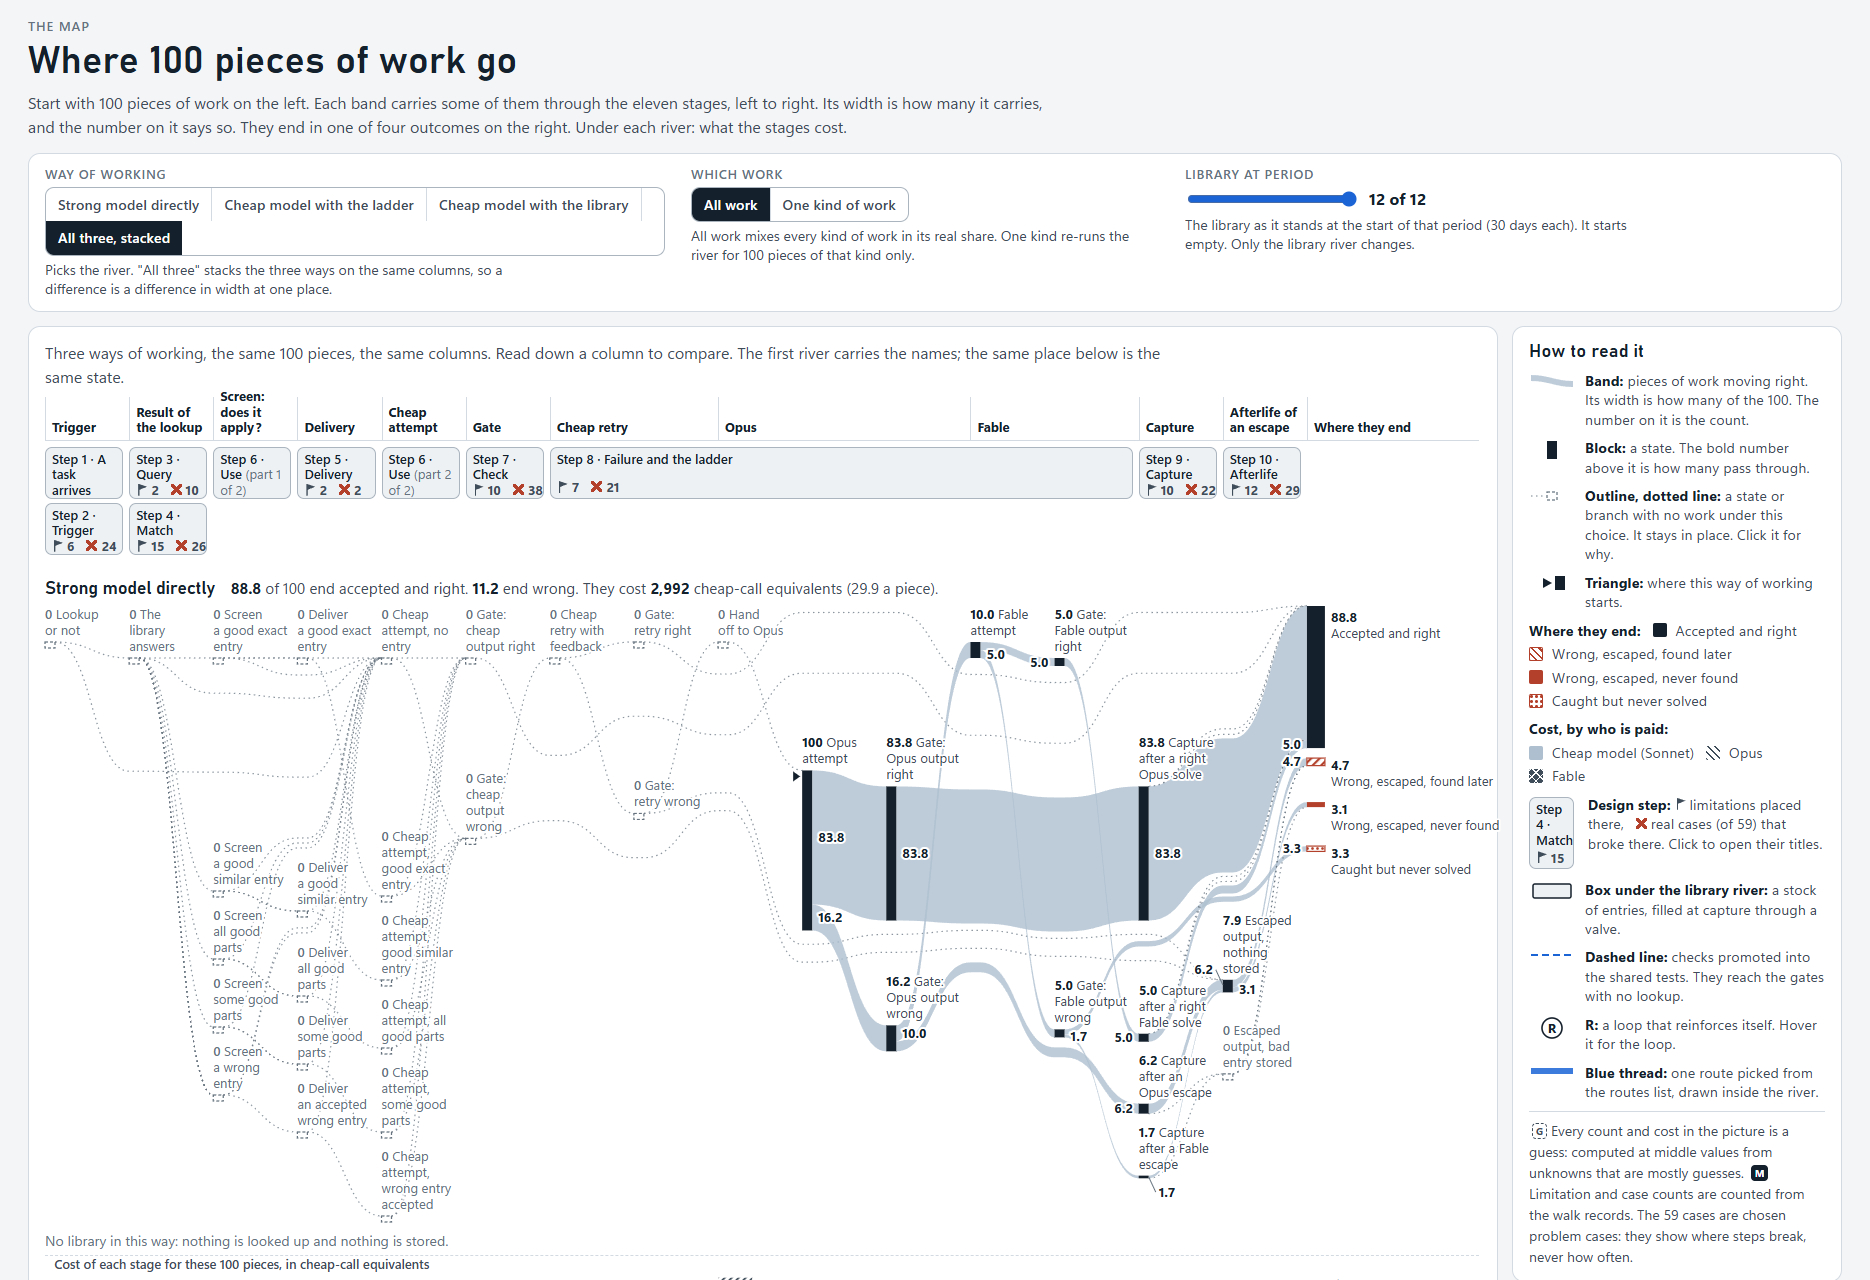 THE MAP
Where 100 pieces of work go
Start with 100 pieces of work on the left. Each band carries some of them through the eleven stages, left to right. Its width is how many it carries,
and the number on it says so. They end in one of four outcomes on the right. Under each river: what the stages cost.
WAY OF WORKING
Strong model directly
Cheap model with the ladder
Cheap model with the library
All three, stacked
Picks the river. "All three" stacks the three ways on the same columns, so a
difference is a difference in width at one place.
WHICH WORK
All work
One kind of work
All work mixes every kind of work in its real share. One kind re-runs the
river for 100 pieces of that kind only.
LIBRARY AT PERIOD
12 of 12
The library as it stands at the start of that period (30 days each). It starts
empty. Only the library river changes.
Three ways of working, the same 100 pieces, the same columns. Read down a column to compare. The first river carries the names; the same place below is the
same state.
Trigger
Result of
the lookup
Screen:
does it
apply?
Delivery
Cheap
attempt
Gate
Cheap retry
Opus
Fable
Capture
Afterlife of
an escape
Where they end
Step 1 · A
task
arrives
Step 3 ·
Query
2 10
Step 6 ·
Use (part 1
of 2)
Step 5 ·
Delivery
2 2
Step 6 ·
Use (part 2
of 2)
Step 7 ·
Check
10 38
Step 8 · Failure and the ladder
7 21
Step 9 ·
Capture
10 22
Step 10 ·
Afterlife
12 29
Step 2 ·
Trigger
6 24
Step 4 ·
Match
15 26
Strong model directly 88.8 of 100 end accepted and right. 11.2 end wrong. They cost 2,992 cheap-call equivalents (29.9 a piece).
0 Lookup
or not
0 The
library
answers
0 Screen
a good exact
entry
0 Deliver
a good exact
entry
0 Cheap
attempt, no
entry
0 Gate:
cheap
output right
0 Cheap
retry with
feedback
0 Gate:
retry right
0 Hand
off to Opus
10.0 Fable
attempt
5.0
5.0 Gate:
Fable output
right
5.0
88.8
Accepted and right
100 Opus
attempt
83.8 Gate:
Opus output
right
83.8 Capture
after a right
Opus solve
5.0
4.7
4.7
Wrong, escaped, found later
0 Gate:
cheap
output
wrong
0 Gate:
retry wrong
3.1
Wrong, escaped, never found
83.8
83.8
83.8
3.3
3.3
Caught but never solved
0 Screen
a good
similar entry
0 Deliver
a good
similar entry
0 Cheap
attempt,
good exact
entry
16.2
0 Screen
all good
parts
0 Deliver
all good
parts
0 Cheap
attempt,
good similar
entry
7.9 Escaped
output,
nothing
stored
6.2
3.1
0 Screen
some good
parts
0 Deliver
some good
parts
0 Cheap
attempt, all
good parts
16.2 Gate:
Opus output
wrong
10.0
5.0 Gate:
Fable output
wrong
1.7
5.0 Capture
after a right
Fable solve
5.0
0 Escaped
output, bad
entry stored
0 Screen
a wrong
entry
0 Deliver
an accepted
wrong entry
0 Cheap
attempt,
some good
parts
6.2 Capture
after an
Opus escape
6.2
0 Cheap
attempt,
wrong entry
accepted
1.7 Capture
after a Fable
escape
1.7
No library in this way: nothing is looked up and nothing is stored.
Cost of each stage for these 100 pieces, in cheap-call equivalents
How to read it
Band: pieces of work moving right.
Its width is how many of the 100. The
number on it is the count.
Block: a state. The bold number
above it is how many pass through.
Outline, dotted line: a state or
branch with no work under this
choice. It stays in place. Click it for
why.
Triangle: where this way of working
starts.
Where they end: Accepted and right
Wrong, escaped, found later
Wrong, escaped, never found
Caught but never solved
Cost, by who is paid:
Cheap model (Sonnet) Opus
Fable
Step
4 ·
Match
15
Design step: limitations placed
there, real cases (of 59) that
broke there. Click to open their titles.
Box under the library river: a stock
of entries, filled at capture through a
valve.
Dashed line: checks promoted into
the shared tests. They reach the gates
with no lookup.
R
R: a loop that reinforces itself. Hover
it for the loop.
Blue thread: one route picked from
the routes list, drawn inside the river.
G Every count and cost in the picture is a
guess: computed at middle values from
unknowns that are mostly guesses. M
Limitation and case counts are counted from
the walk records. The 59 cases are chosen
problem cases: they show where steps break,
never how often.